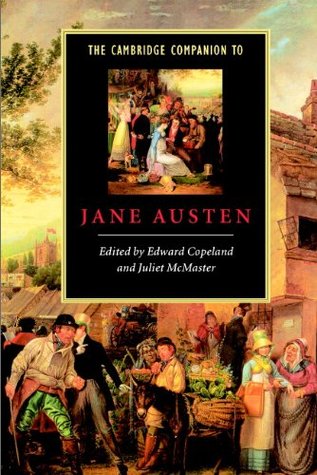 THE CAMBRIDGE COMPANION TO
JANE AUSTEN
Edited by Edward Copeland
and Juliet McMaster